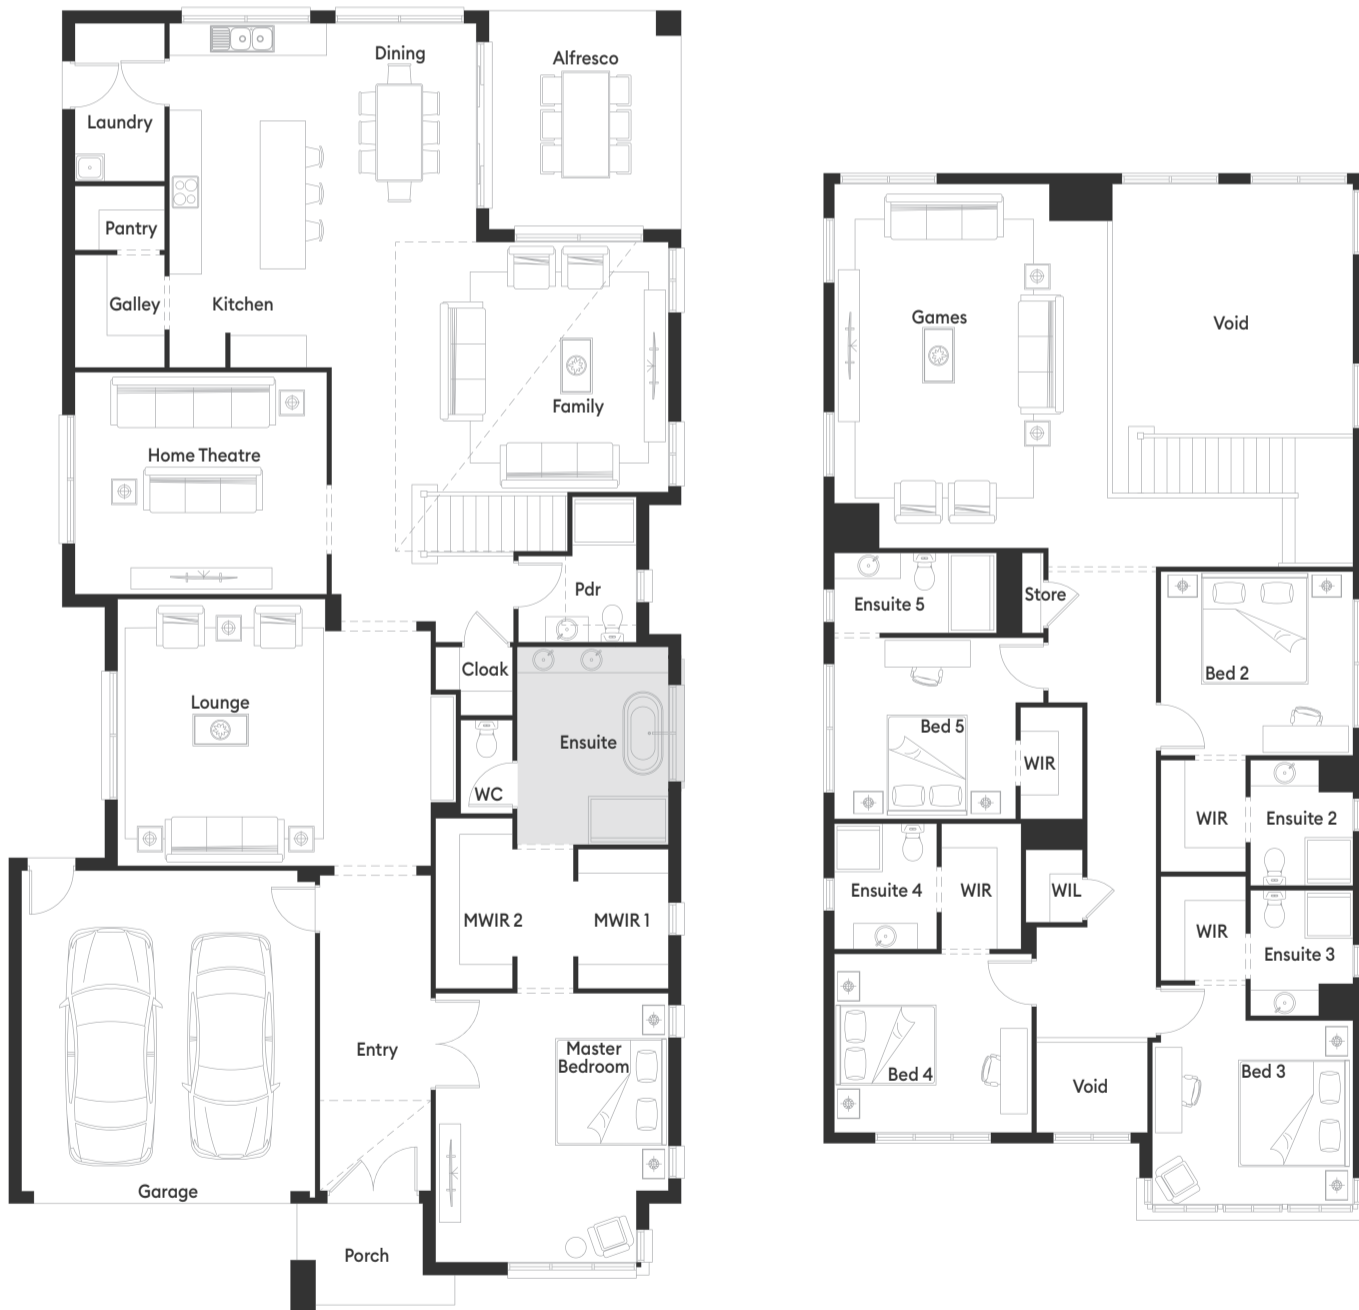 Dining
Alfresco
Laundry
Pantry
Galley
Kitchen
Family
Home Theatre
Pdr
Cloak
Lounge
Ensuite
WC
MWIR 2
MWIR 1
Entry
Master
Bedroom
Garage
Porch
Games
Void
Ensuite 5
Store
Bed 2
Bed 5
WIR
WIR
Ensuite 2
Ensuite 4
WIR
WIL
WIR
Ensuite 3
Bed 4
Void
Bed 3